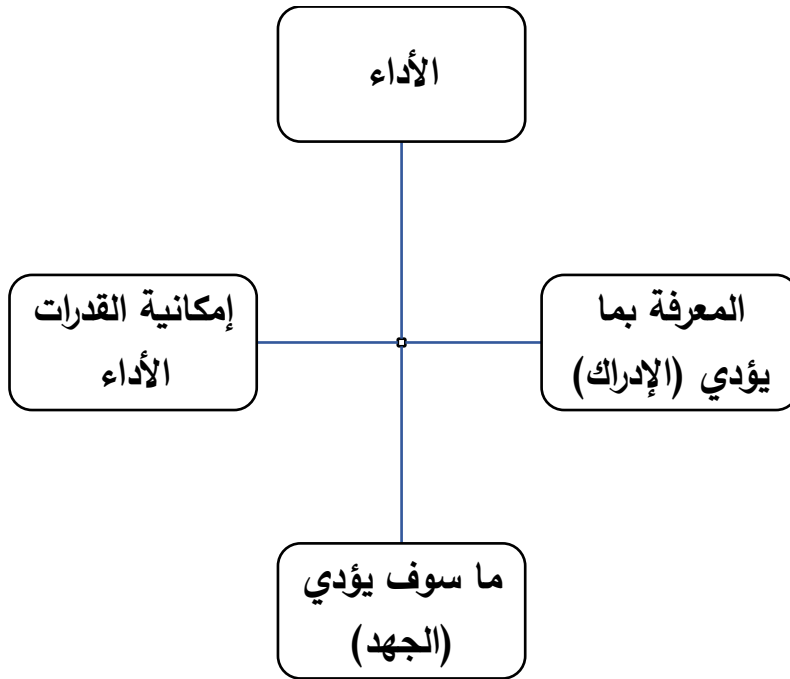 الأداء
المعرفة بما
يؤدي (الإدراك)
إمكانية القدرات
الأداء
ما سوف يؤدي
(الجهد)